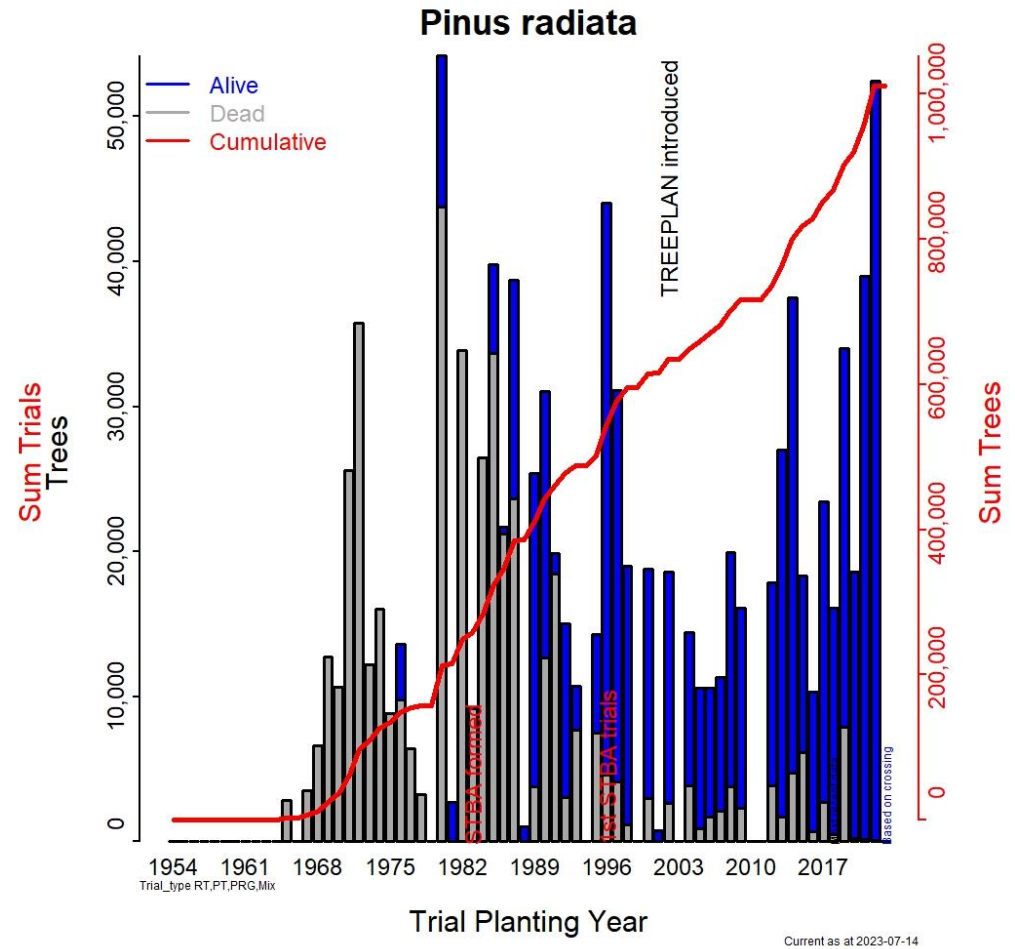 Pinus radiata
Alive
Dead
Cumulative
TREEPLAN introduced
STBA formed
1st STBA trials
Based on crossing
Sum Trials
Trees
0
10,000
20,000
30,000
40,000
50,000
0
200,000
400,000
600,000
800,000
1,000,000
Sum Trees
1954 1961 1968 1975 1982 1989 1996 2003 2010 2017
Trial_type RT,PT,PRG,Mix
Trial Planting Year
Current as at 2023-07-14